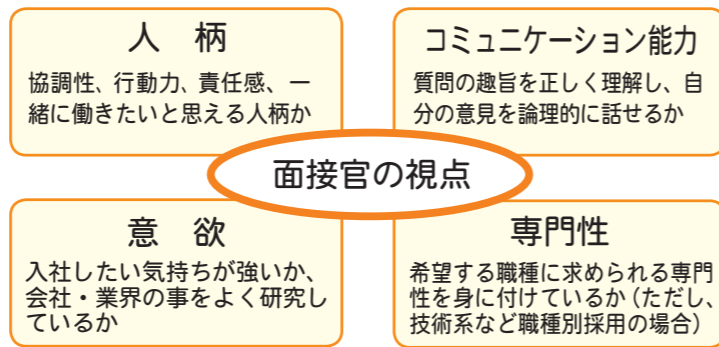 人　柄
協調性、行動力、責任感、一
緒に働きたいと思える人柄か
コミュニケーション能力
質問の趣旨を正しく理解し、自
分の意見を論理的に話せるか
面接官の視点
意　欲
入社したい気持ちが強いか、
会社・業界の事をよく研究し
ているか
専門性
希望する職種に求められる専門
性を身に付けているか（ただし、
技術系など職種別採用の場合）